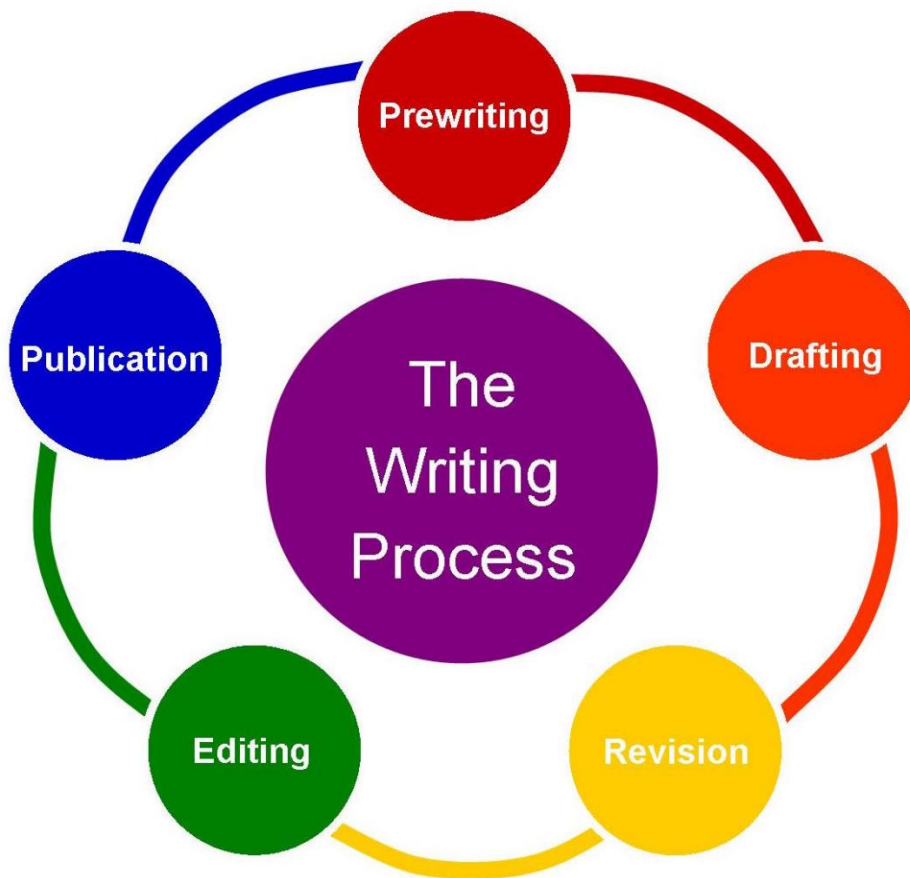 Prewriting
Publication
Drafting
The
Writing
Process
Editing
Revision